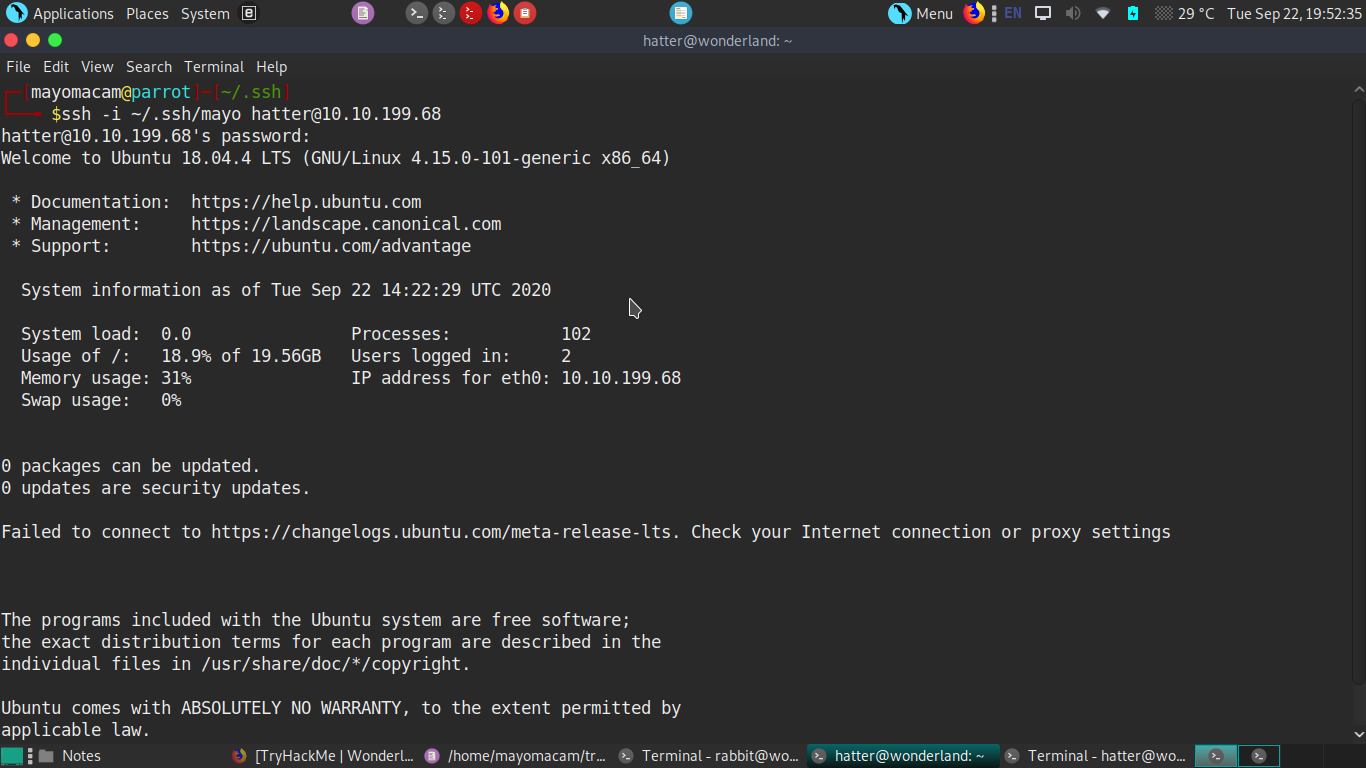 Applications Places System Menu EN 29 °C Tue Sep 22, 19:52:35
hatter@wonderland: ~
File Edit View Search Terminal Help
[mayomacam@parrot]─[~/.ssh]
$ssh -i ~/.ssh/mayo hatter@10.10.199.68
hatter@10.10.199.68's password:
Welcome to Ubuntu 18.04.4 LTS (GNU/Linux 4.15.0-101-generic x86_64)
* Documentation:  https://help.ubuntu.com
* Management:     https://landscape.canonical.com
* Support:        https://ubuntu.com/advantage
System information as of Tue Sep 22 14:22:29 UTC 2020
System load:  0.0                Processes:           102
Usage of /:   18.9% of 19.56GB   Users logged in:     2
Memory usage: 31%                IP address for eth0: 10.10.199.68
Swap usage:   0%
0 packages can be updated.
0 updates are security updates.
Failed to connect to https://changelogs.ubuntu.com/meta-release-lts. Check your Internet connection or proxy settings
The programs included with the Ubuntu system are free software;
the exact distribution terms for each program are described in the
individual files in /usr/share/doc/*/copyright.
Ubuntu comes with ABSOLUTELY NO WARRANTY, to the extent permitted by
applicable law.
Notes [TryHackMe | Wonderl... /home/mayomacam/tr... Terminal - rabbit@wo... hatter@wonderland: ~ Terminal - hatter@wo...